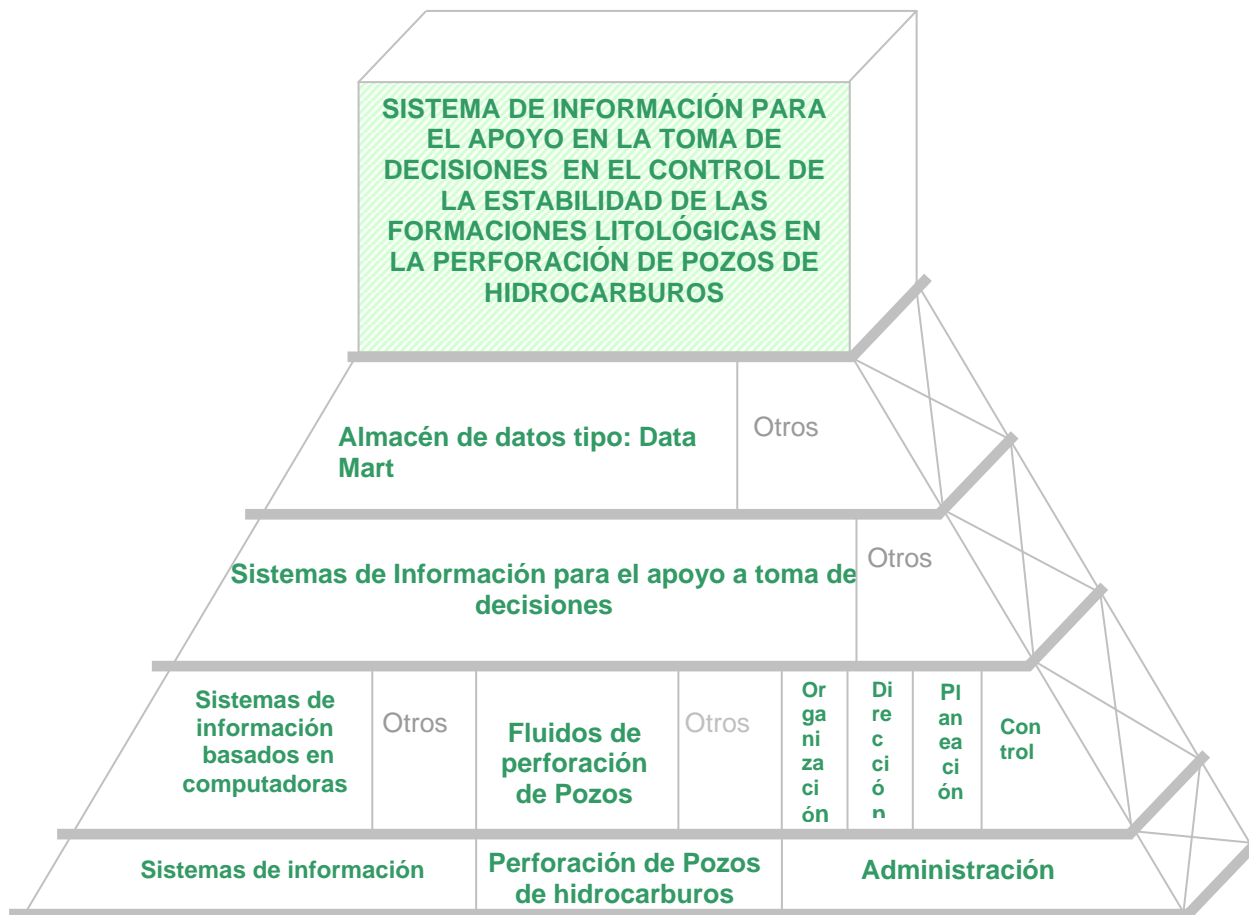 SISTEMA DE INFORMACIÓN PARA
EL APOYO EN LA TOMA DE
DECISIONES EN EL CONTROL DE
LA ESTABILIDAD DE LAS
FORMACIONES LITOLÓGICAS EN
LA PERFORACIÓN DE POZOS DE
HIDROCARBUROS
Almacén de datos tipo: Data
Mart
Otros
Sistemas de Información para el apoyo a toma de
decisiones
Otros
Sistemas de
información
basados en
computadoras
Otros
Fluidos de
perforación
de Pozos
Otros
Or
ga
ni
za
ci
ón
Di
re
c
ci
ó
n
Pl
an
ea
ci
ón
Con
trol
Sistemas de información
Perforación de Pozos
de hidrocarburos
Administración